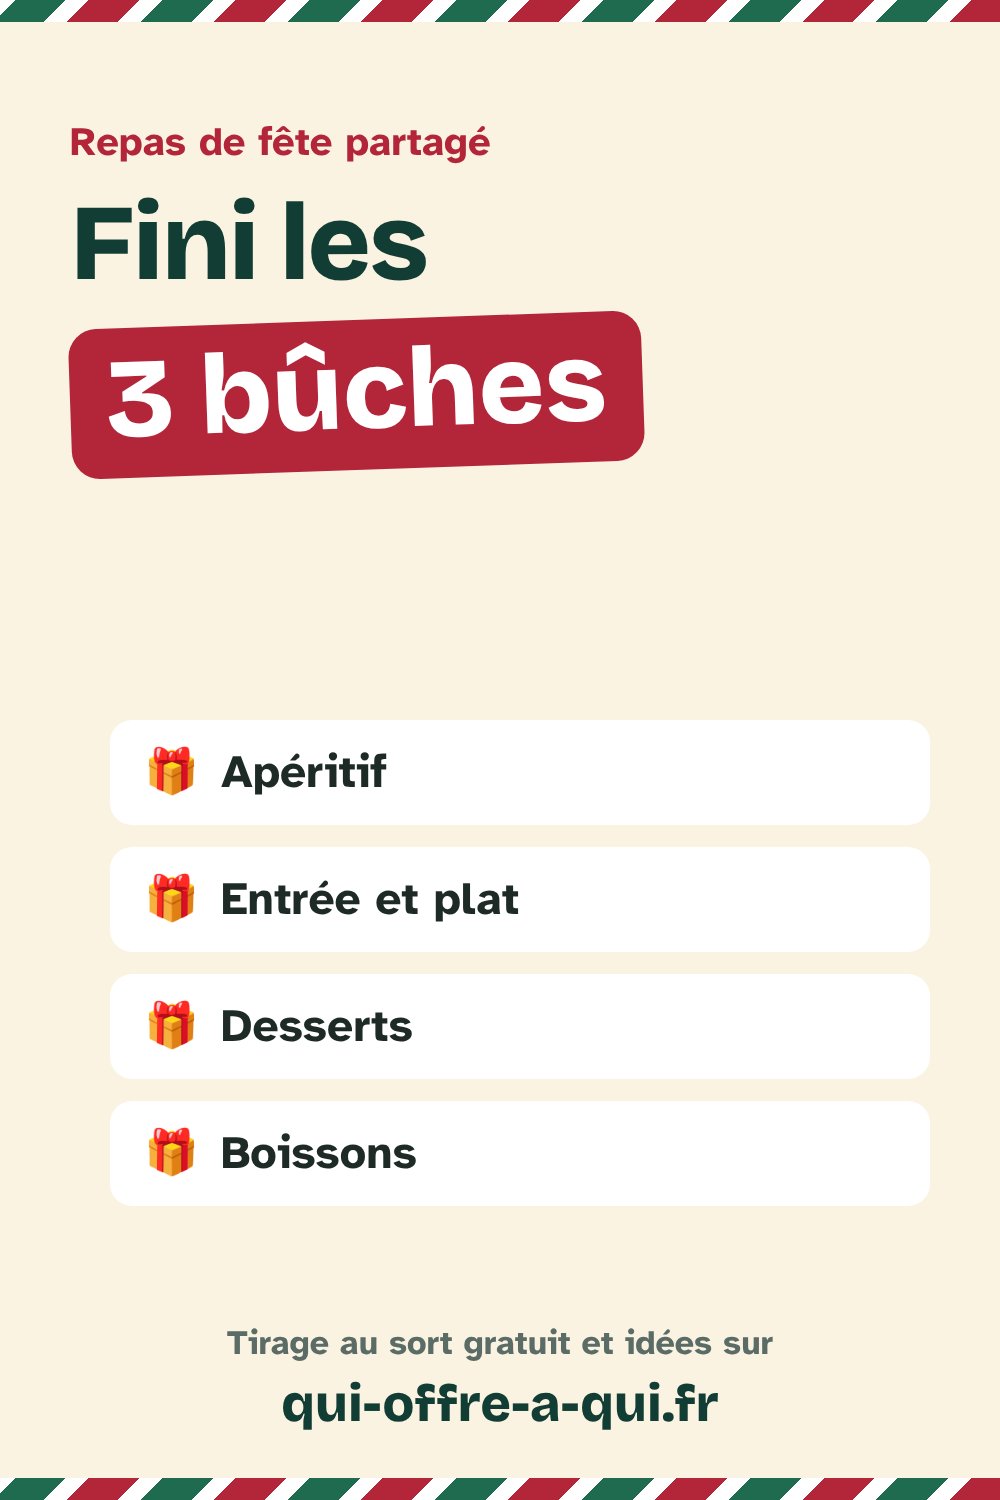 Repas de fête partagé
Fini les
3 bûches
Apéritif
Entrée et plat
Desserts
Boissons
Tirage au sort gratuit et idées sur
qui-offre-a-qui.fr